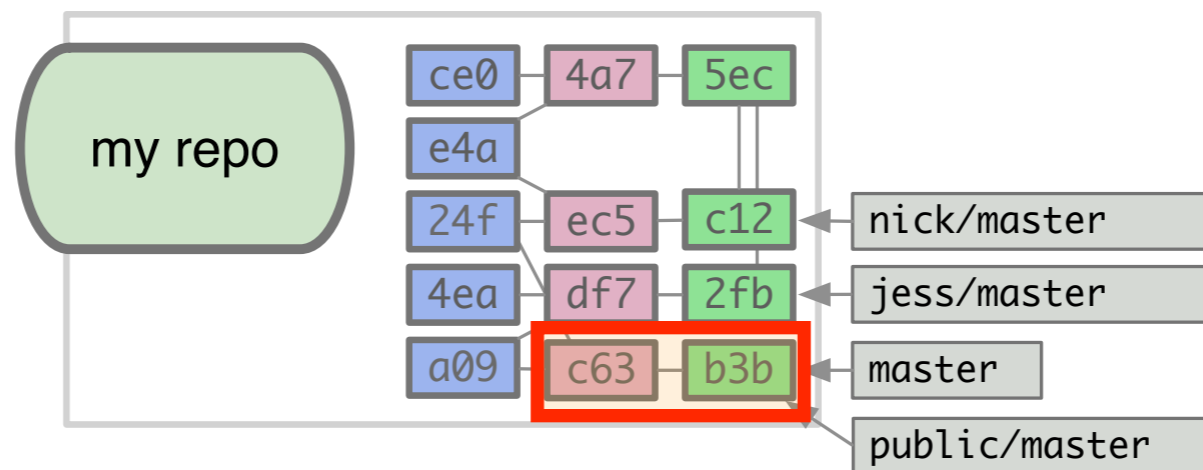 my repo
ce0 4a7 5ec
e4a
24f ec5 c12 nick/master
4ea df7 2fb jess/master
a09 c63 b3b master
public/master